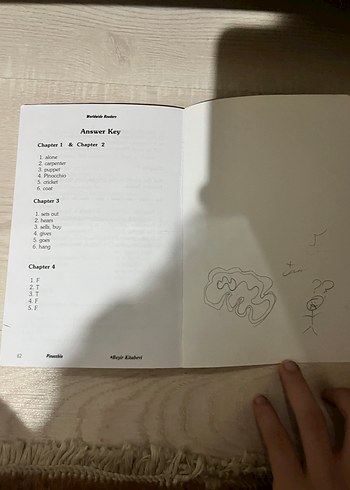 Worldwide Readers
Answer Key
Chapter 1 & Chapter 2
1. alone
2. carpenter
3. puppet
4. Pinocchio
5. cricket
6. coat
Chapter 3
1. sets out
2. hears
3. sells, buy
4. gives
5. goes
6. hang
Chapter 4
1. F
2. T
3. T
4. F
5. F
62 Pinocchio •Beşir Kitabevi